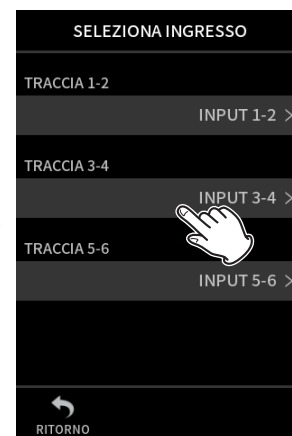 SELEZIONA INGRESSO
TRACCIA 1-2
INPUT 1-2 >
TRACCIA 3-4
INPUT 3-4 >
TRACCIA 5-6
INPUT 5-6 >
RITORNO